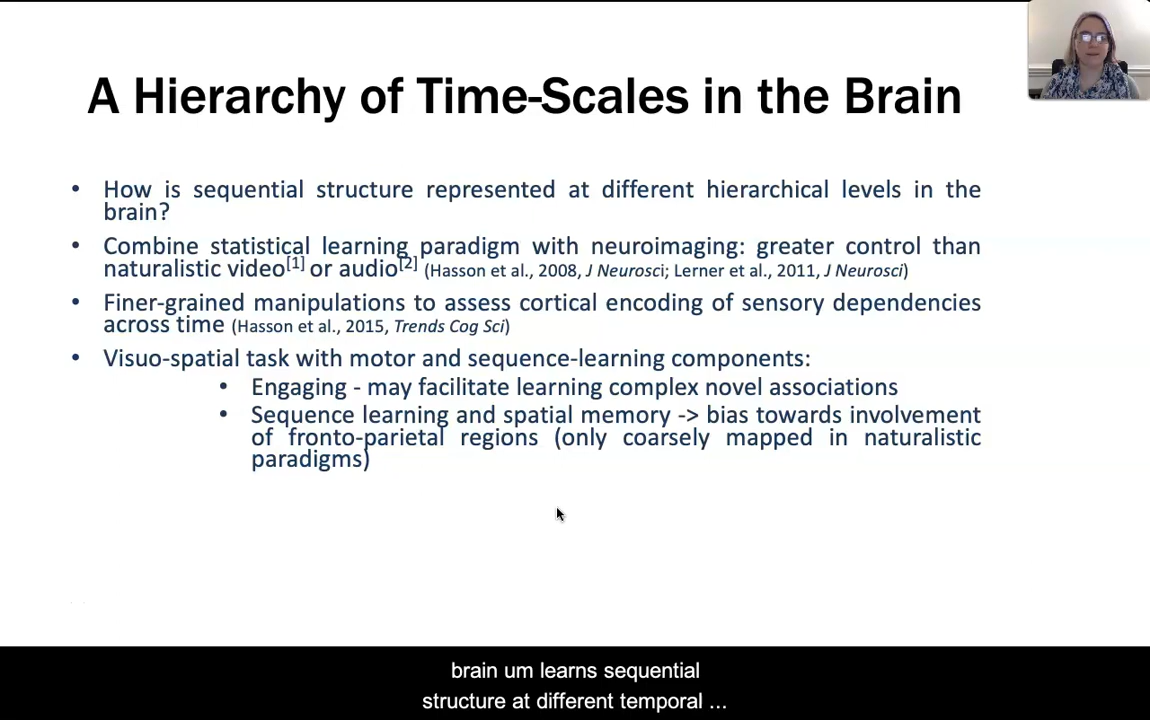 A Hierarchy of Time-Scales in the Brain
• How is sequential structure represented at different hierarchical levels in the
brain?
• Combine statistical learning paradigm with neuroimaging: greater control than
naturalistic video[1] or audio[2] (Hasson et al., 2008, J Neurosci; Lerner et al., 2011, J Neurosci)
• Finer-grained manipulations to assess cortical encoding of sensory dependencies
across time (Hasson et al., 2015, Trends Cog Sci)
• Visuo-spatial task with motor and sequence-learning components:
• Engaging - may facilitate learning complex novel associations
• Sequence learning and spatial memory -> bias towards involvement
of fronto-parietal regions (only coarsely mapped in naturalistic
paradigms)
brain um learns sequential
structure at different temporal ...